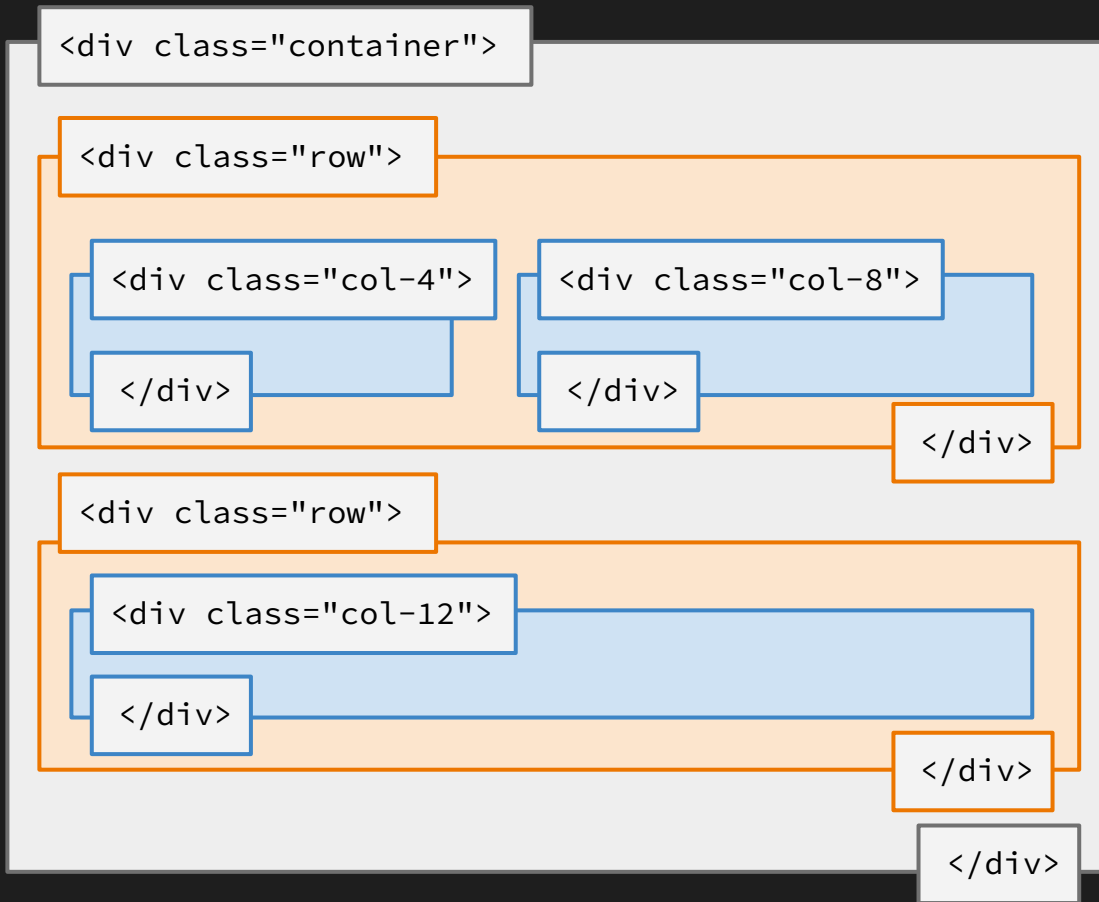 <div class="container">
<div class="row">
<div class="col-4">
<div class="col-8">
</div>
</div>
</div>
<div class="row">
<div class="col-12">
</div>
</div>
</div>